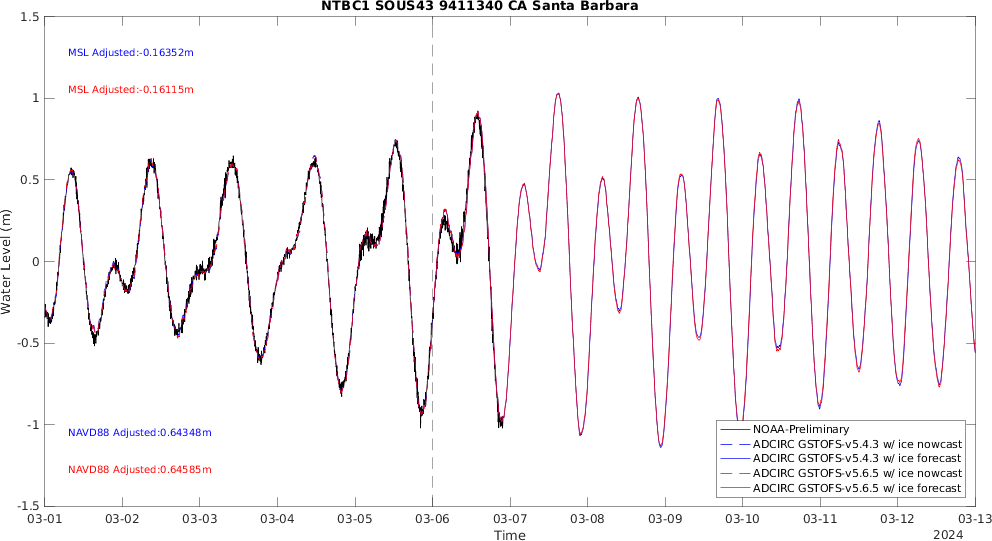 NTBC1 SOUS43 9411340 CA Santa Barbara
1.5
1
0.5
0
-0.5
-1
-1.5
Water Level (m)
MSL Adjusted:-0.16352m
MSL Adjusted:-0.16115m
NAVD88 Adjusted:0.64348m
NAVD88 Adjusted:0.64585m
NOAA-Preliminary
ADCIRC GSTOFS-v5.4.3 w/ ice nowcast
ADCIRC GSTOFS-v5.4.3 w/ ice forecast
ADCIRC GSTOFS-v5.6.5 w/ ice nowcast
ADCIRC GSTOFS-v5.6.5 w/ ice forecast
03-01 03-02 03-03 03-04 03-05 03-06 03-07 03-08 03-09 03-10 03-11 03-12 03-13
Time
2024